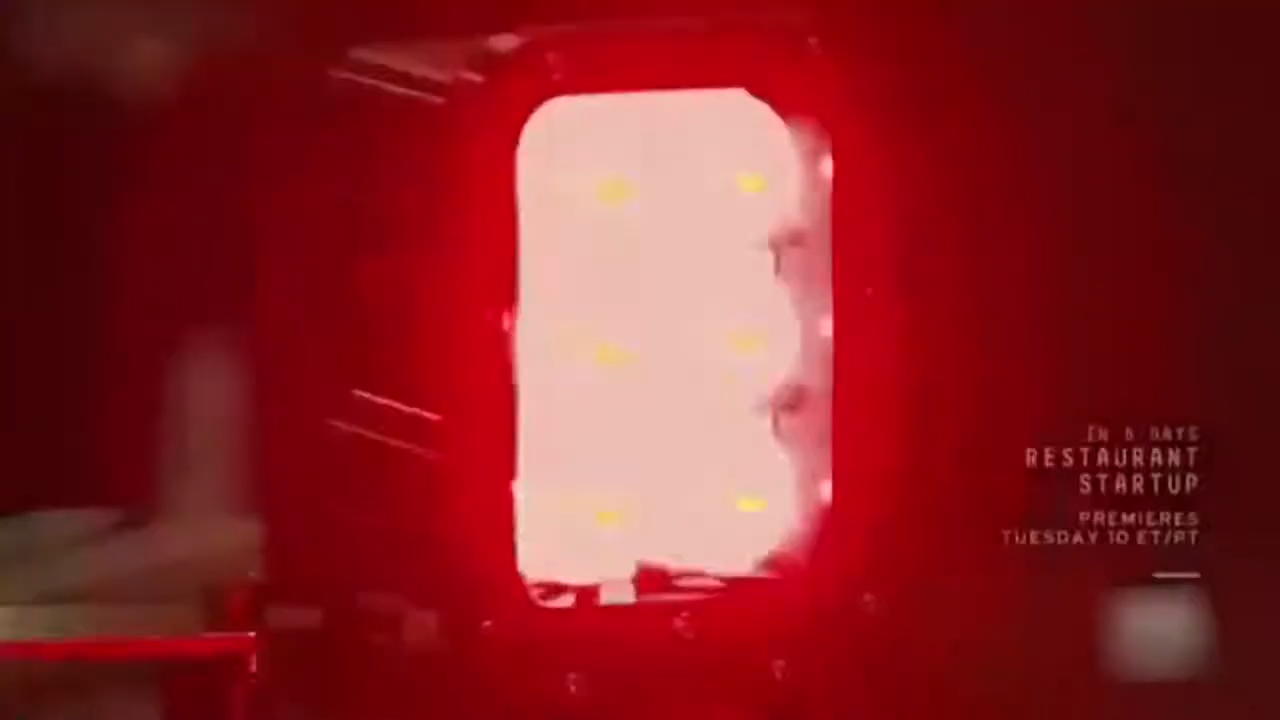 IN 6 DAYS
RESTAURANT
STARTUP
PREMIERES
TUESDAY 10 ET/PT